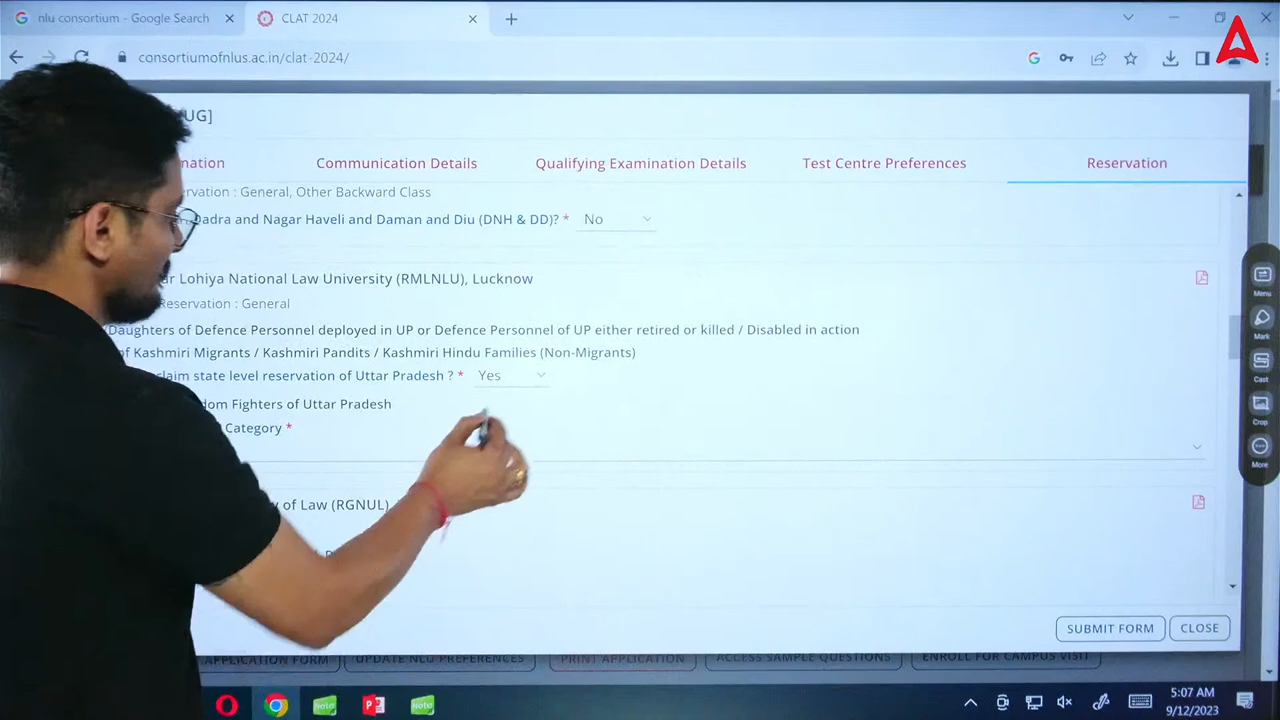 nlu consortium - Google Search
CLAT 2024
consortiumofnlus.ac.in/clat-2024/
UG]
nation
Communication Details
Qualifying Examination Details
Test Centre Preferences
Reservation
ervation : General, Other Backward Class
Dadra and Nagar Haveli and Daman and Diu (DNH & DD)? * No
ar Lohiya National Law University (RMLNLU), Lucknow
Reservation : General
Daughters of Defence Personnel deployed in UP or Defence Personnel of UP either retired or killed / Disabled in action
of Kashmiri Migrants / Kashmiri Pandits / Kashmiri Hindu Families (Non-Migrants)
claim state level reservation of Uttar Pradesh ? * Yes
dom Fighters of Uttar Pradesh
Category *
y of Law (RGNUL),
SUBMIT FORM
CLOSE
APPLICATION FORM
UPDATE NLU PREFERENCES
PRINT APPLICATION
ACCESS SAMPLE QUESTIONS
ENROLL FOR CAMPUS VISIT
Menu
Mark
Cast
Crop
More
Note
Note
5:07 AM
9/12/2023